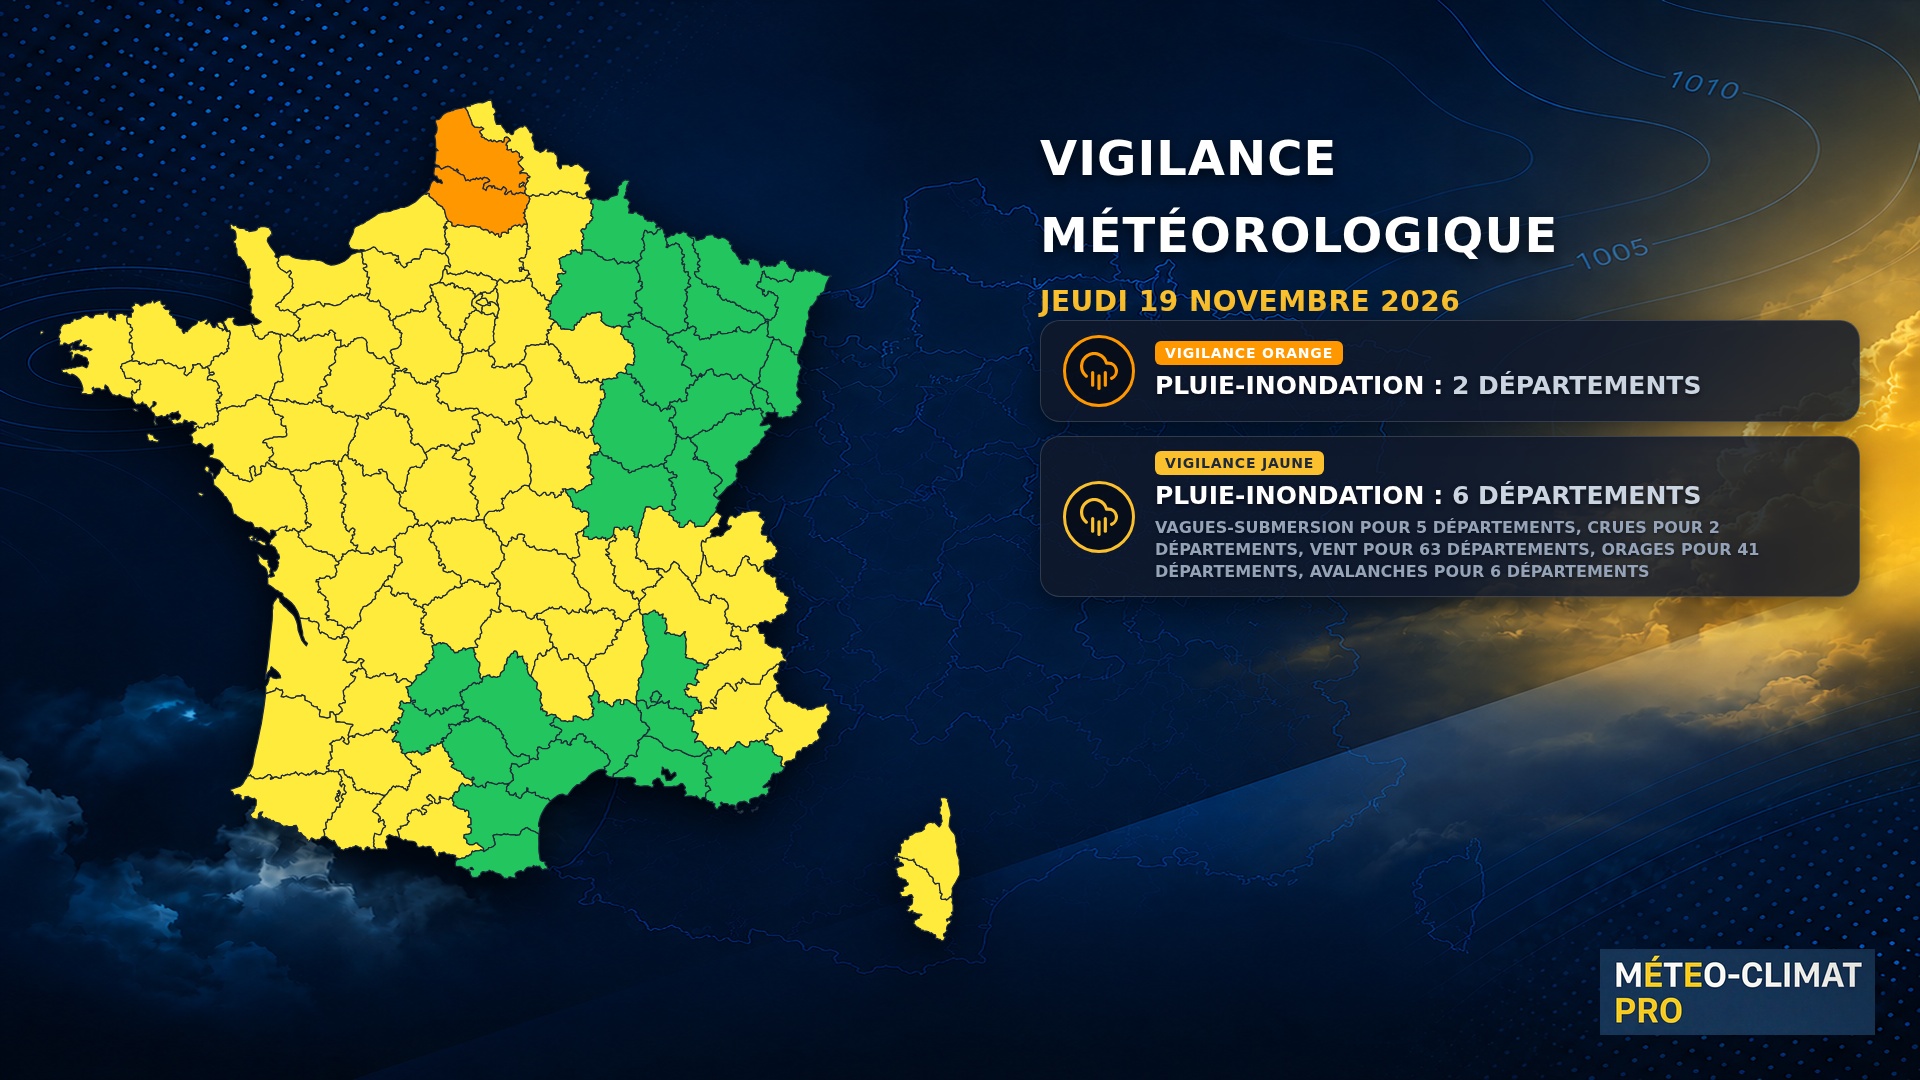 1010
VIGILANCE
MÉTÉOROLOGIQUE
1005
JEUDI 19 NOVEMBRE 2026
VIGILANCE ORANGE
PLUIE-INONDATION : 2 DÉPARTEMENTS
VIGILANCE JAUNE
PLUIE-INONDATION : 6 DÉPARTEMENTS
VAGUES-SUBMERSION POUR 5 DÉPARTEMENTS, CRUES POUR 2
DÉPARTEMENTS, VENT POUR 63 DÉPARTEMENTS, ORAGES POUR 41
DÉPARTEMENTS, AVALANCHES POUR 6 DÉPARTEMENTS
MÉTEO-CLIMAT
PRO